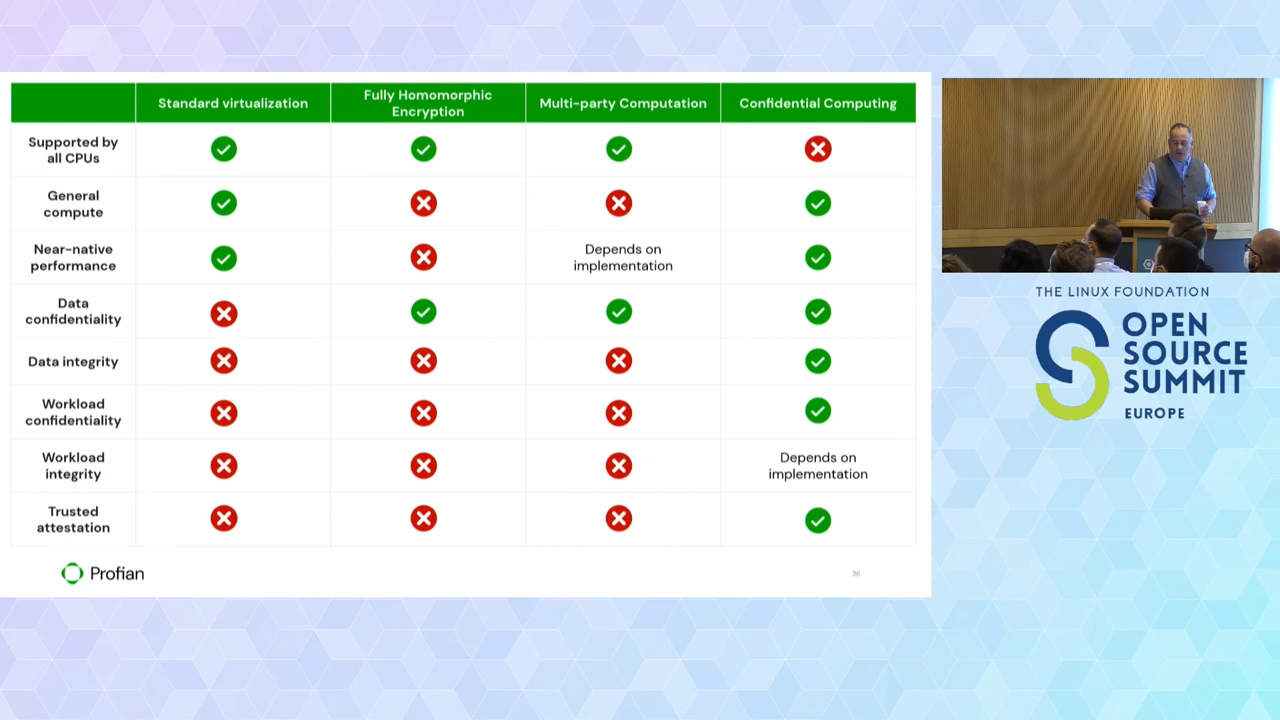 Standard virtualization
Fully Homomorphic
Encryption
Multi-party Computation
Confidential Computing
Supported by
all CPUs
General
compute
Near-native
performance
Depends on
implementation
Data
confidentiality
Data integrity
Workload
confidentiality
Workload
integrity
Depends on
implementation
Trusted
attestation
Profian
36
THE LINUX FOUNDATION
OPEN
SOURCE
SUMMIT
EUROPE